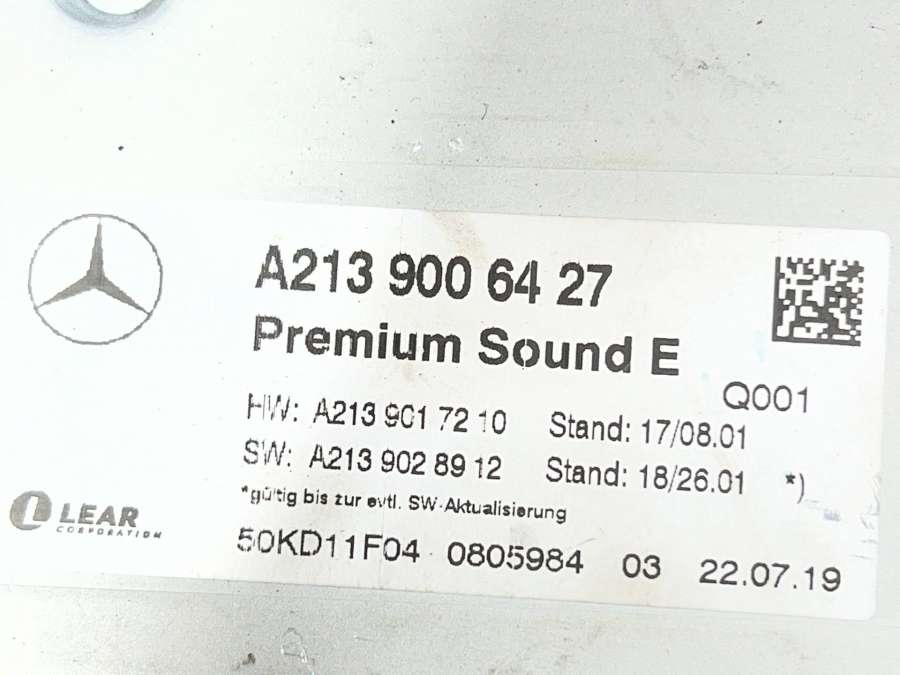 A213 900 64 27
Premium Sound E
Q001
HW: A213 901 72 10 Stand: 17/08.01
SW: A213 902 89 12 Stand: 18/26.01 *)
*gültig bis zur evtl. SW-Aktualisierung
LEAR
CORPORATION
50KD11F04 0805984 03 22.07.19